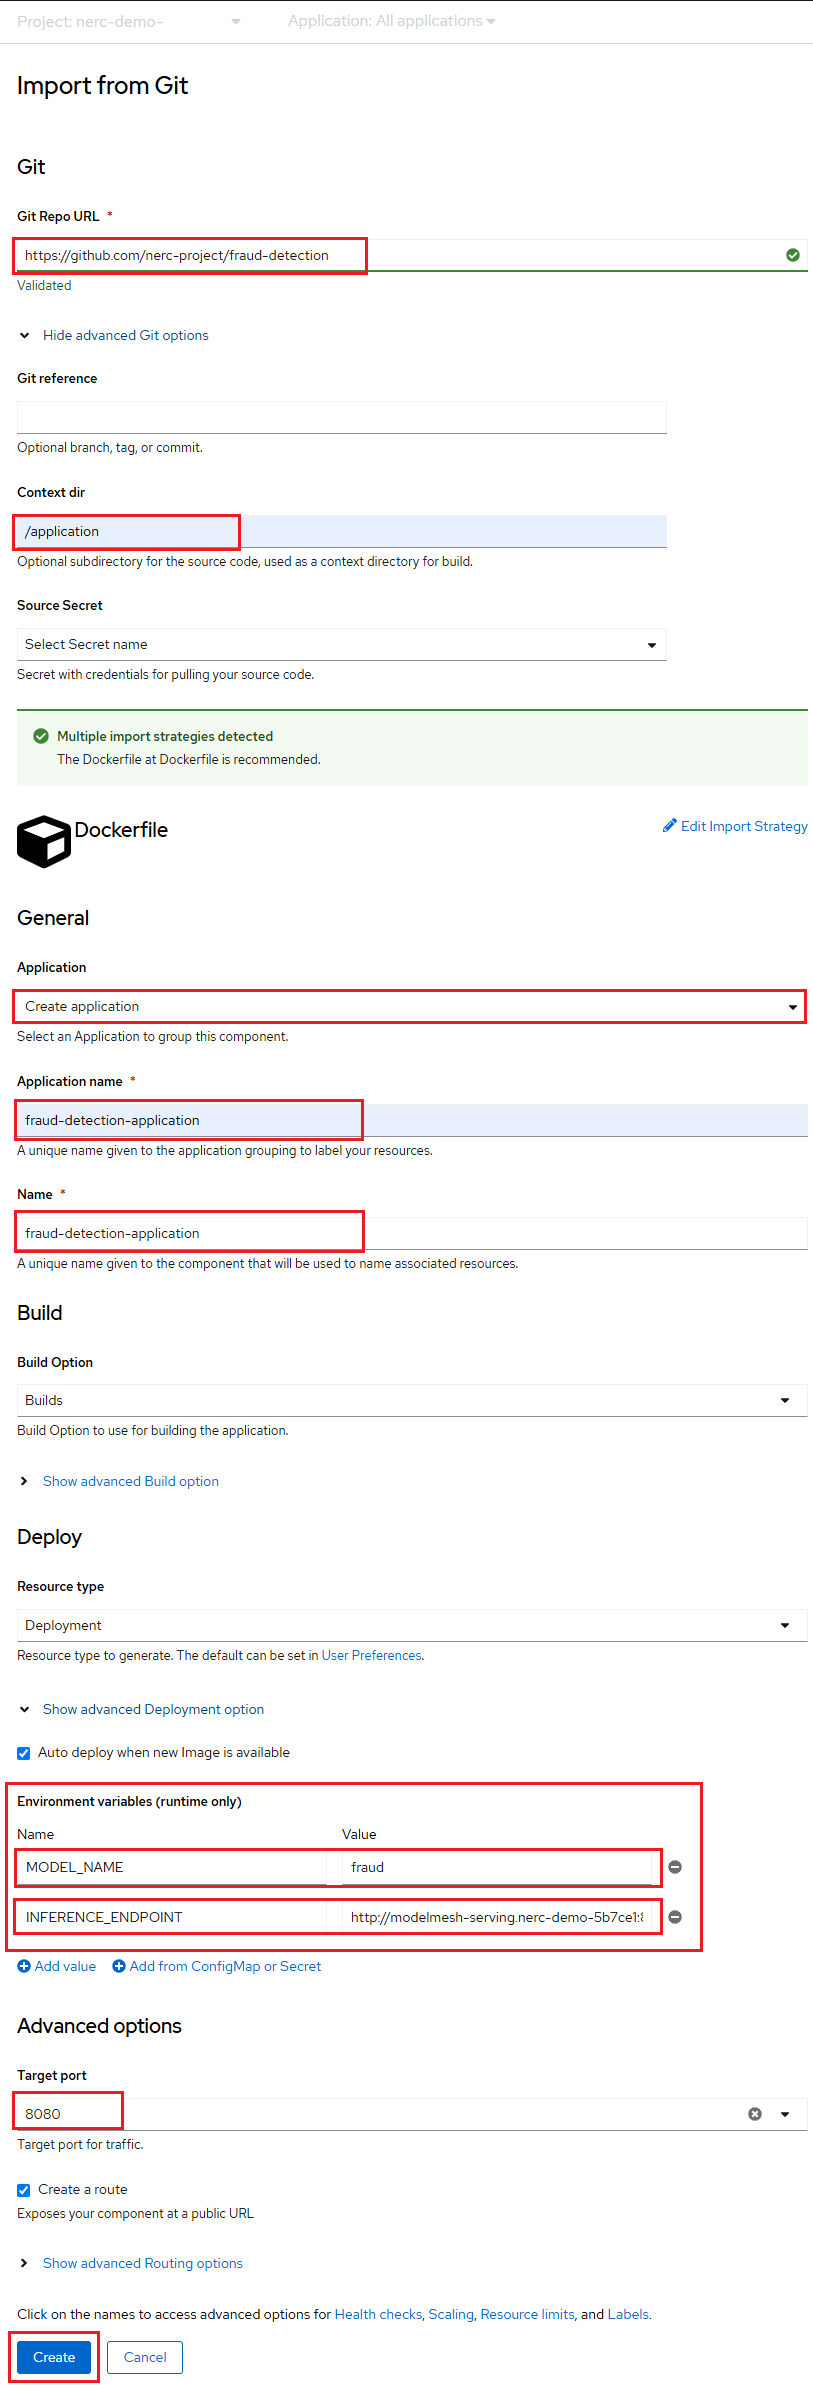 Project: nerc-demo-
Application: All applications
Import from Git
Git
Git Repo URL *
https://github.com/nerc-project/fraud-detection
Validated
Hide advanced Git options
Git reference
Optional branch, tag, or commit.
Context dir
/application
Optional subdirectory for the source code, used as a context directory for build.
Source Secret
Select Secret name
Secret with credentials for pulling your source code.
Multiple import strategies detected
The Dockerfile at Dockerfile is recommended.
Dockerfile
Edit Import Strategy
General
Application
Create application
Select an Application to group this component.
Application name *
fraud-detection-application
A unique name given to the application grouping to label your resources.
Name *
fraud-detection-application
A unique name given to the component that will be used to name associated resources.
Build
Build Option
Builds
Build Option to use for building the application.
Show advanced Build option
Deploy
Resource type
Deployment
Resource type to generate. The default can be set in User Preferences.
Show advanced Deployment option
Auto deploy when new Image is available
Environment variables (runtime only)
Name Value
MODEL_NAME fraud
INFERENCE_ENDPOINT http://modelmesh-serving.nerc-demo-5b7ce1:
Add value Add from ConfigMap or Secret
Advanced options
Target port
8080
Target port for traffic.
Create a route
Exposes your component at a public URL
Show advanced Routing options
Click on the names to access advanced options for Health checks, Scaling, Resource limits, and Labels.
Create Cancel